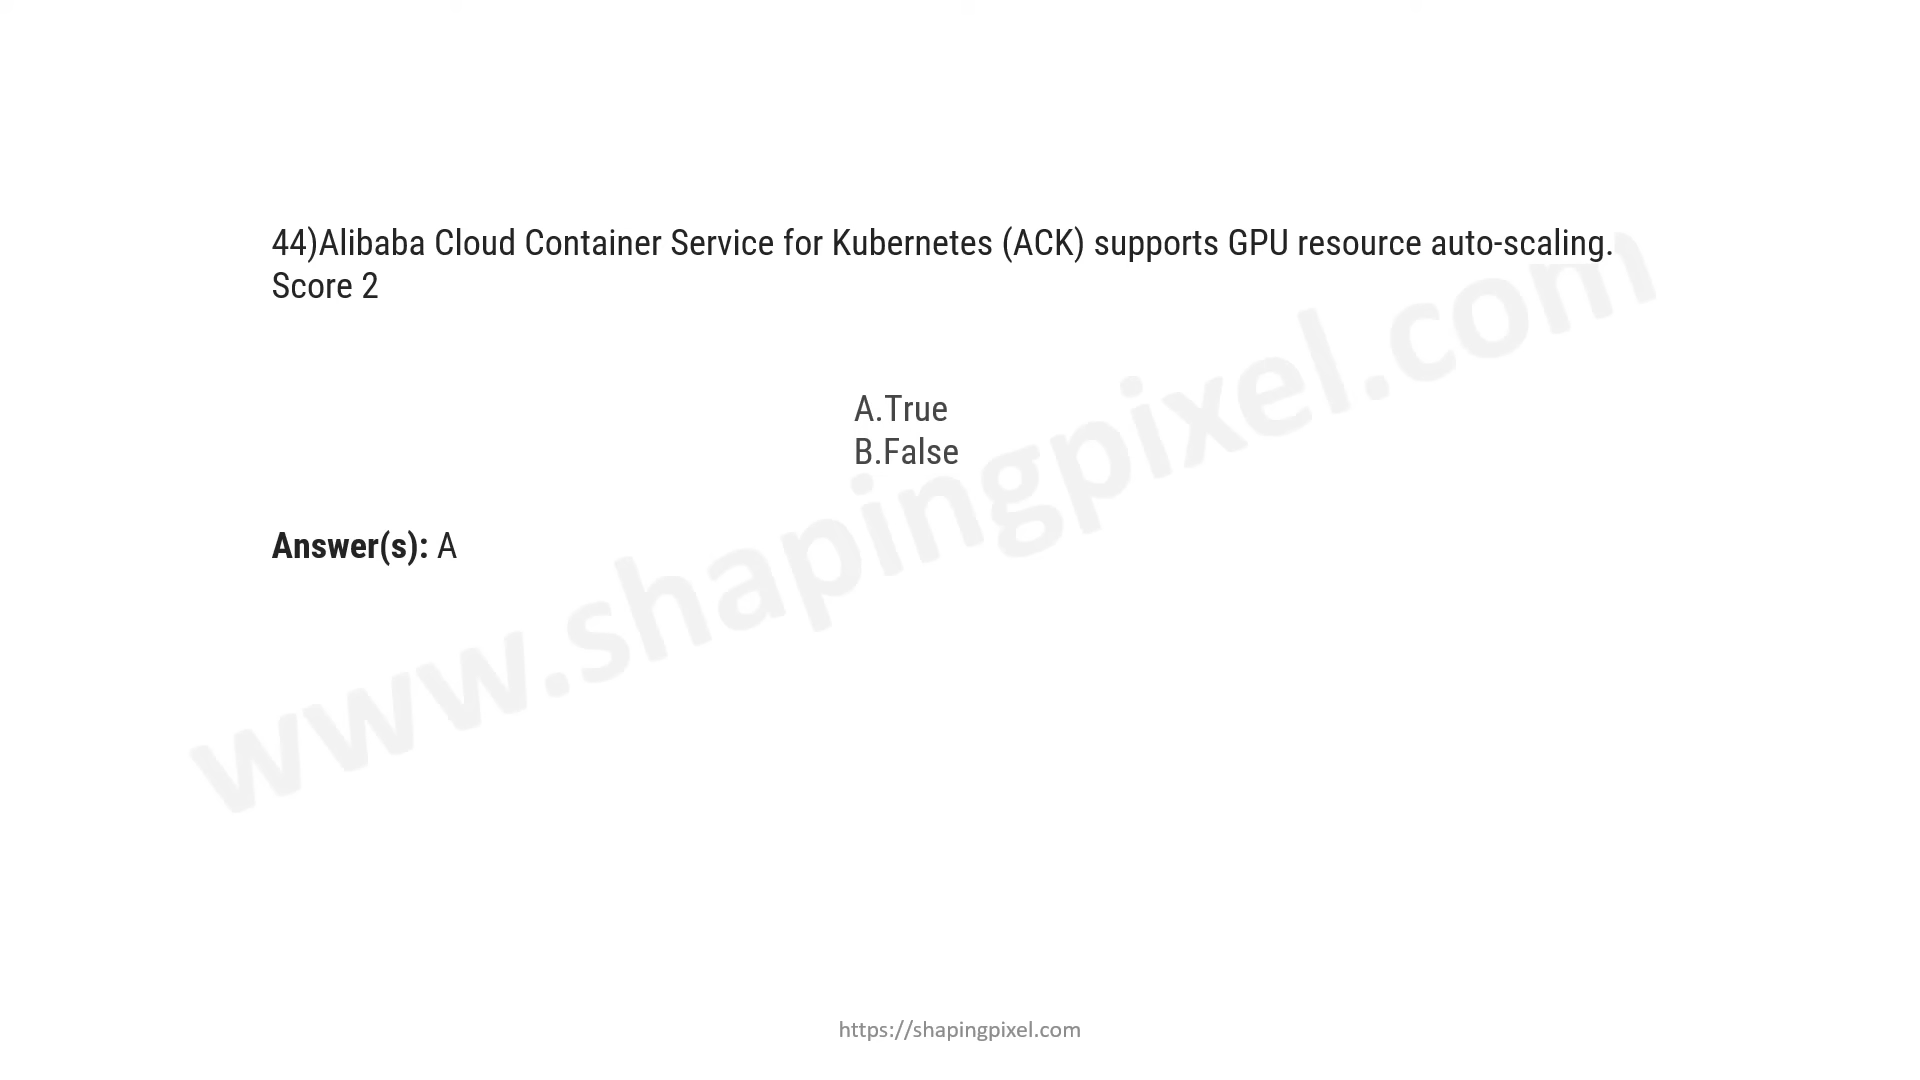 44)Alibaba Cloud Container Service for Kubernetes (ACK) supports GPU resource auto-scaling.
Score 2
A.True
B.False
Answer(s): A
www.shapingpixel.com
https://shapingpixel.com